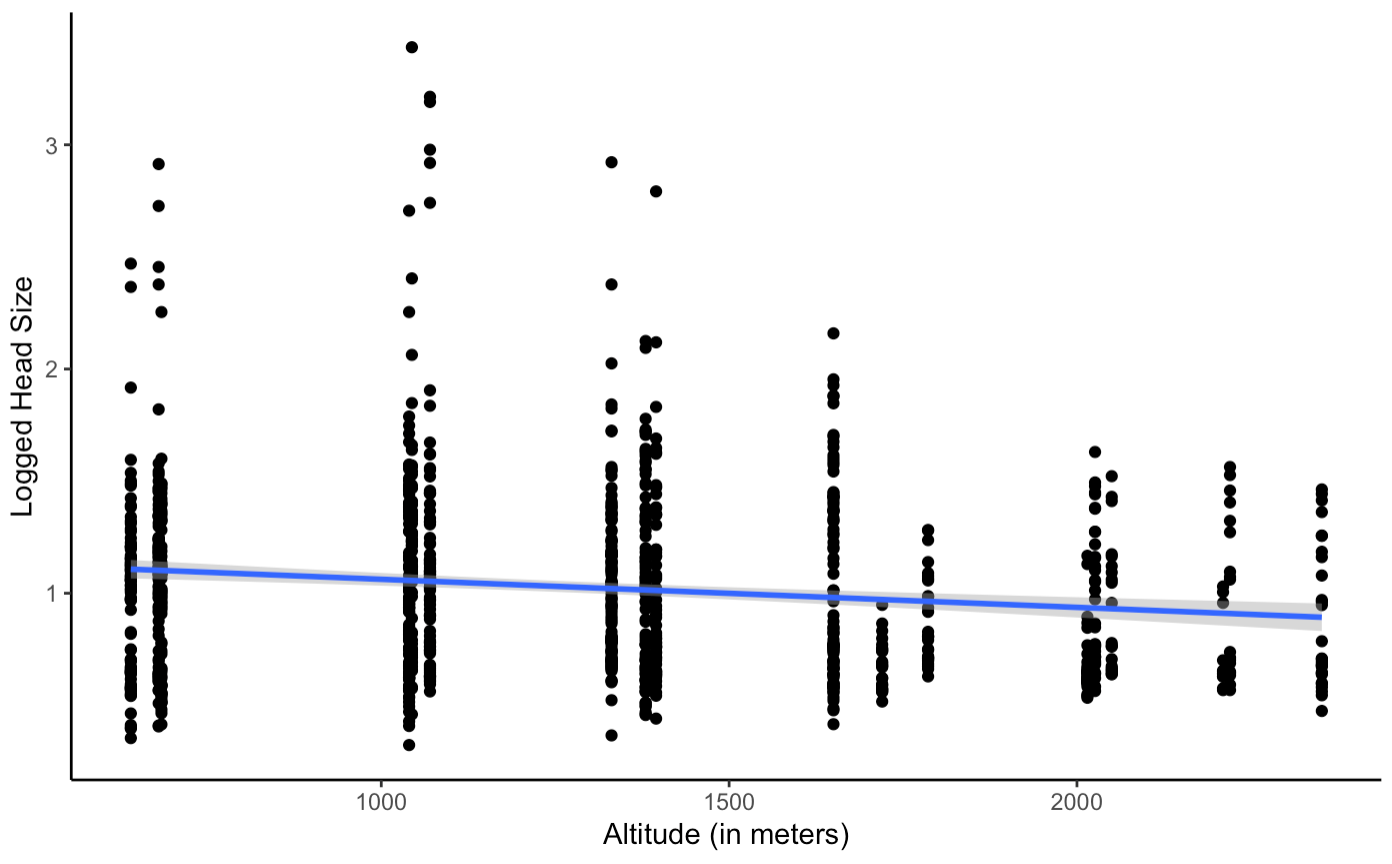 3
2
1
Logged Head Size
1000 1500 2000
Altitude (in meters)